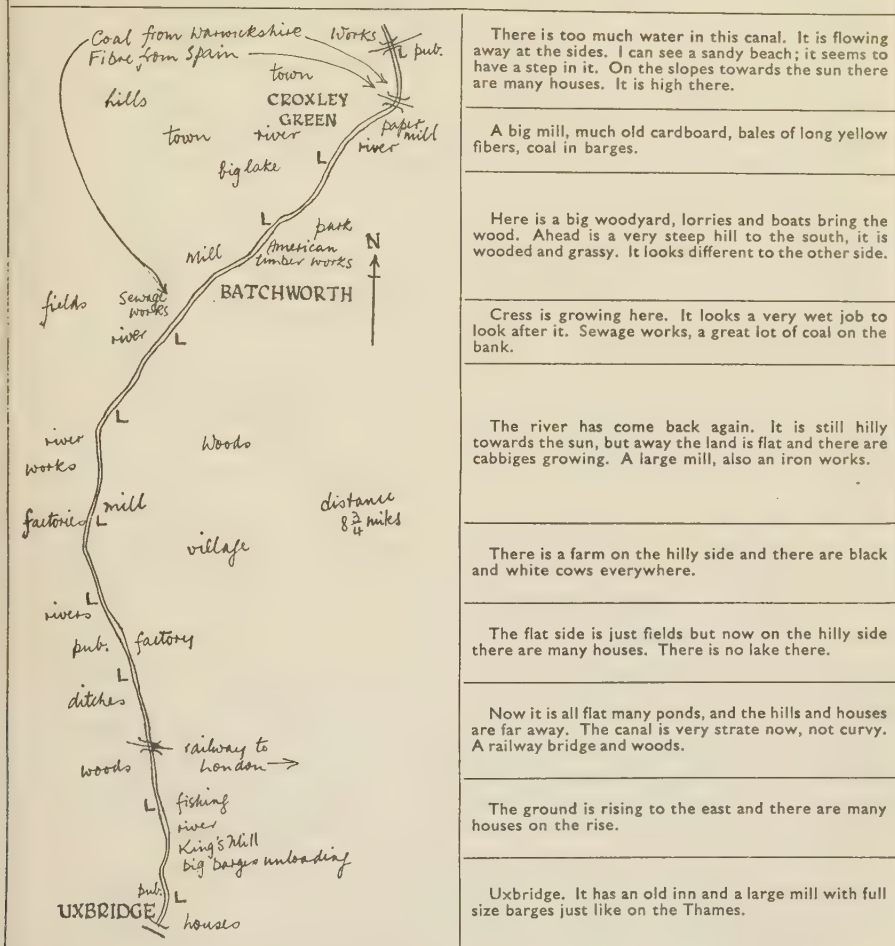 Coal from Warwickshire
Works
L pub.
Fibre from Spain
town
hills
CROXLEY
GREEN
paper
mill
town
river
river
L
big lake
L
park
N
American
timber works
Mill
BATCHWORTH
Sewage
works
fields
river
L
L
river
Woods
works
mill
distance
8 3/4 miles
factories L
village
L
rivers
pub. factory
L
ditches
railway to
London
woods
L fishing
river
King's Mill
big barges unloading
pub.
L
UXBRIDGE
houses
There is too much water in this canal. It is flowing
away at the sides. I can see a sandy beach; it seems to
have a step in it. On the slopes towards the sun there
are many houses. It is high there.
A big mill, much old cardboard, bales of long yellow
fibers, coal in barges.
Here is a big woodyard, lorries and boats bring the
wood. Ahead is a very steep hill to the south, it is
wooded and grassy. It looks different to the other side.
Cress is growing here. It looks a very wet job to
look after it. Sewage works, a great lot of coal on the
bank.
The river has come back again. It is still hilly
towards the sun, but away the land is flat and there are
cabbiges growing. A large mill, also an iron works.
There is a farm on the hilly side and there are black
and white cows everywhere.
The flat side is just fields but now on the hilly side
there are many houses. There is no lake there.
Now it is all flat many ponds, and the hills and houses
are far away. The canal is very strate now, not curvy.
A railway bridge and woods.
The ground is rising to the east and there are many
houses on the rise.
Uxbridge. It has an old inn and a large mill with full
size barges just like on the Thames.